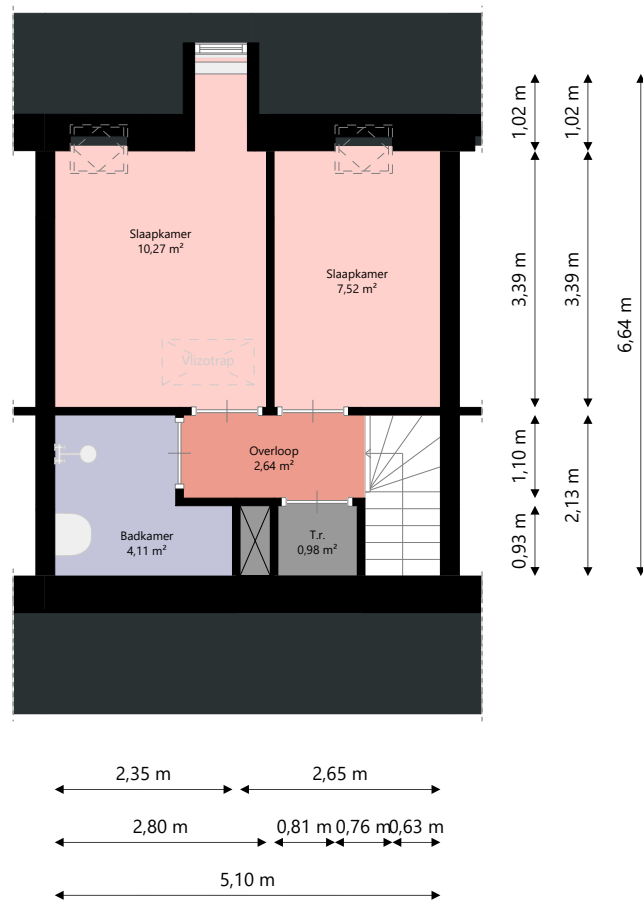 Slaapkamer
10,27 m²
Slaapkamer
7,52 m²
Vlizotrap
Overloop
2,64 m²
Badkamer
4,11 m²
T.r.
0,98 m²
1,02 m
1,02 m
3,39 m
3,39 m
6,64 m
1,10 m
2,13 m
0,93 m
2,35 m
2,65 m
2,80 m
0,81 m
0,76 m
0,63 m
5,10 m